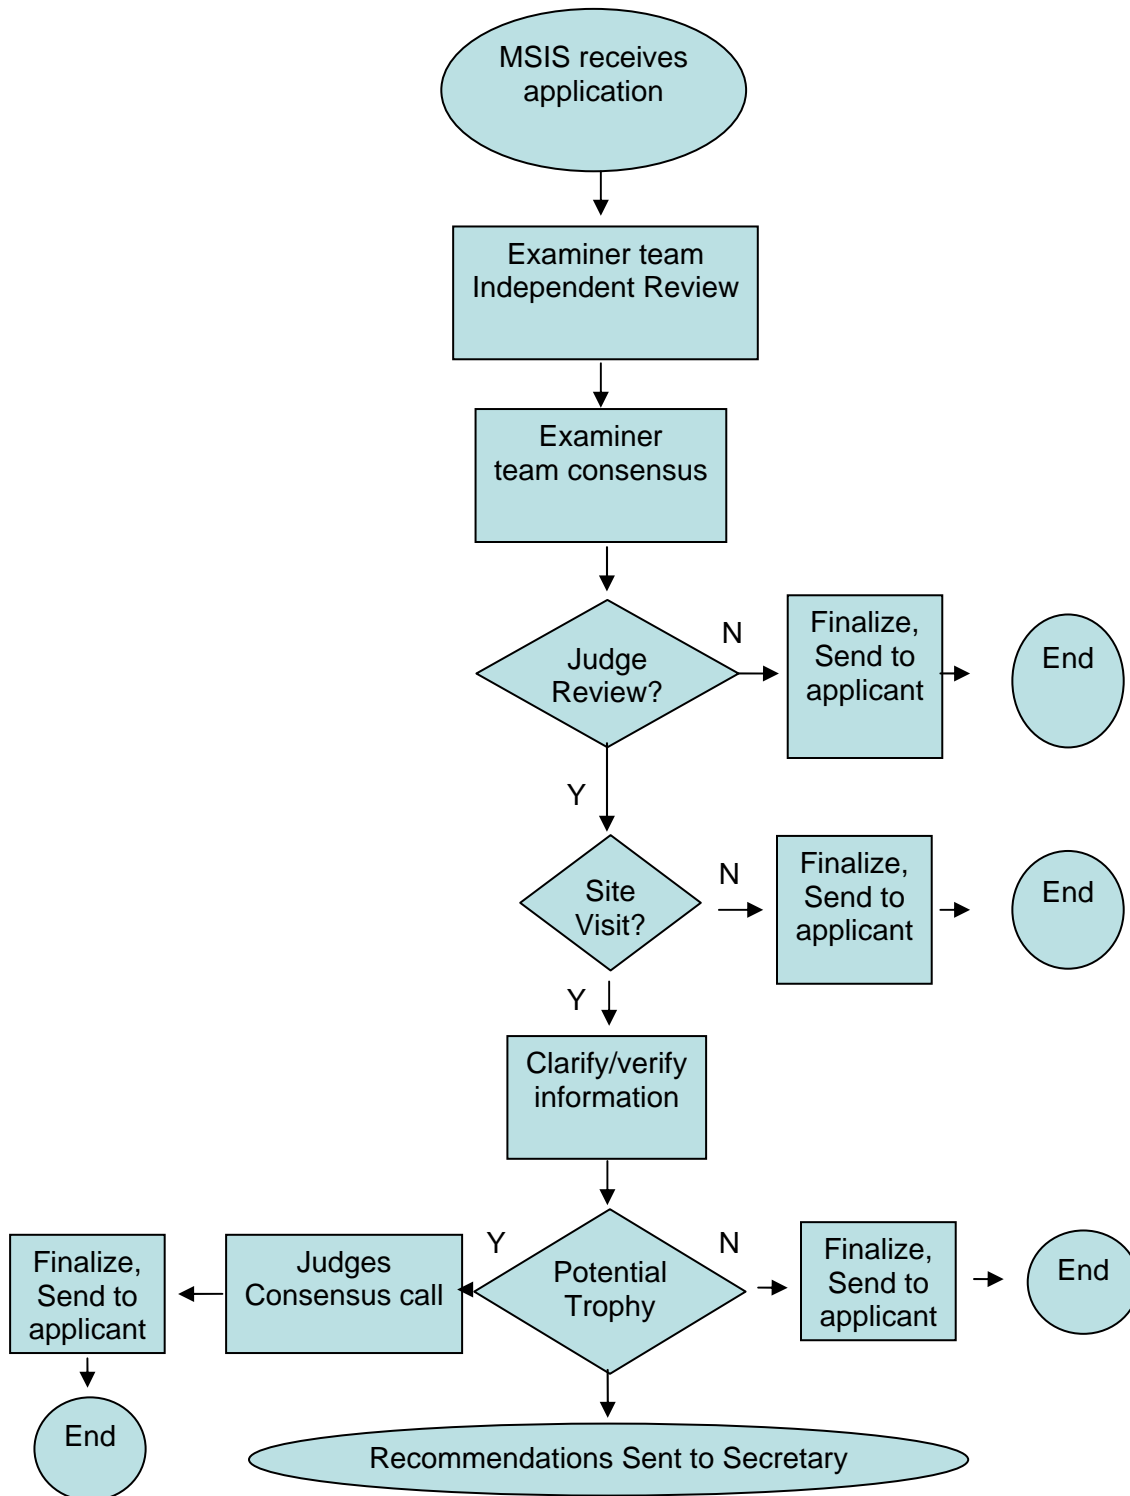 MSIS receives
application
Examiner team
Independent Review
Examiner
team consensus
Judge
Review?
N
Finalize,
Send to
applicant
End
Y
Site
Visit?
N
Finalize,
Send to
applicant
End
Y
Clarify/verify
information
Potential
Trophy
Y
Judges
Consensus call
Finalize,
Send to
applicant
End
N
Finalize,
Send to
applicant
End
Recommendations Sent to Secretary